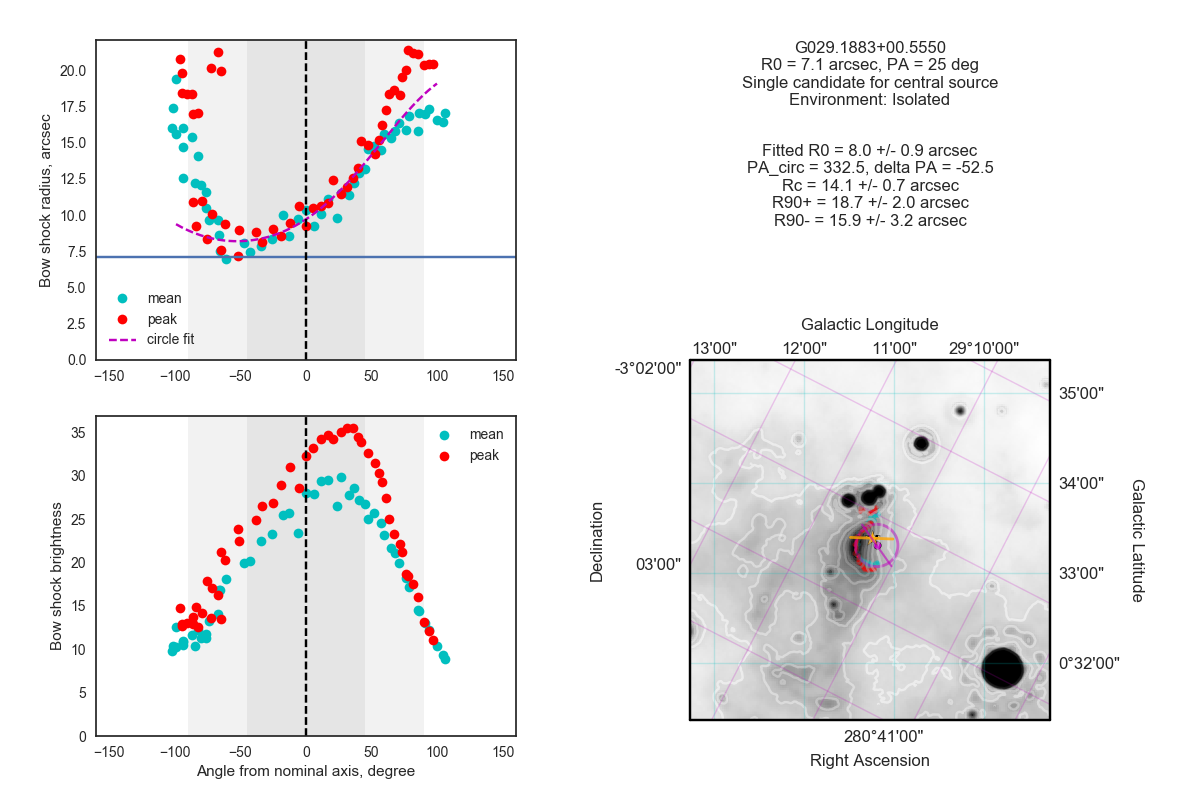 20.0
17.5
15.0
12.5
10.0
7.5
5.0
2.5
0.0
Bow shock radius, arcsec
mean
peak
circle fit
−150 −100 −50 0 50 100 150
35
30
25
20
15
10
5
0
Bow shock brightness
mean
peak
−150 −100 −50 0 50 100 150
Angle from nominal axis, degree
G029.1883+00.5550
R0 = 7.1 arcsec, PA = 25 deg
Single candidate for central source
Environment: Isolated
Fitted R0 = 8.0 +/- 0.9 arcsec
PA_circ = 332.5, delta PA = -52.5
Rc = 14.1 +/- 0.7 arcsec
R90+ = 18.7 +/- 2.0 arcsec
R90- = 15.9 +/- 3.2 arcsec
Galactic Longitude
13'00" 12'00" 11'00" 29°10'00"
-3°02'00"
03'00"
Declination
35'00"
34'00"
33'00"
0°32'00"
Galactic Latitude
280°41'00"
Right Ascension